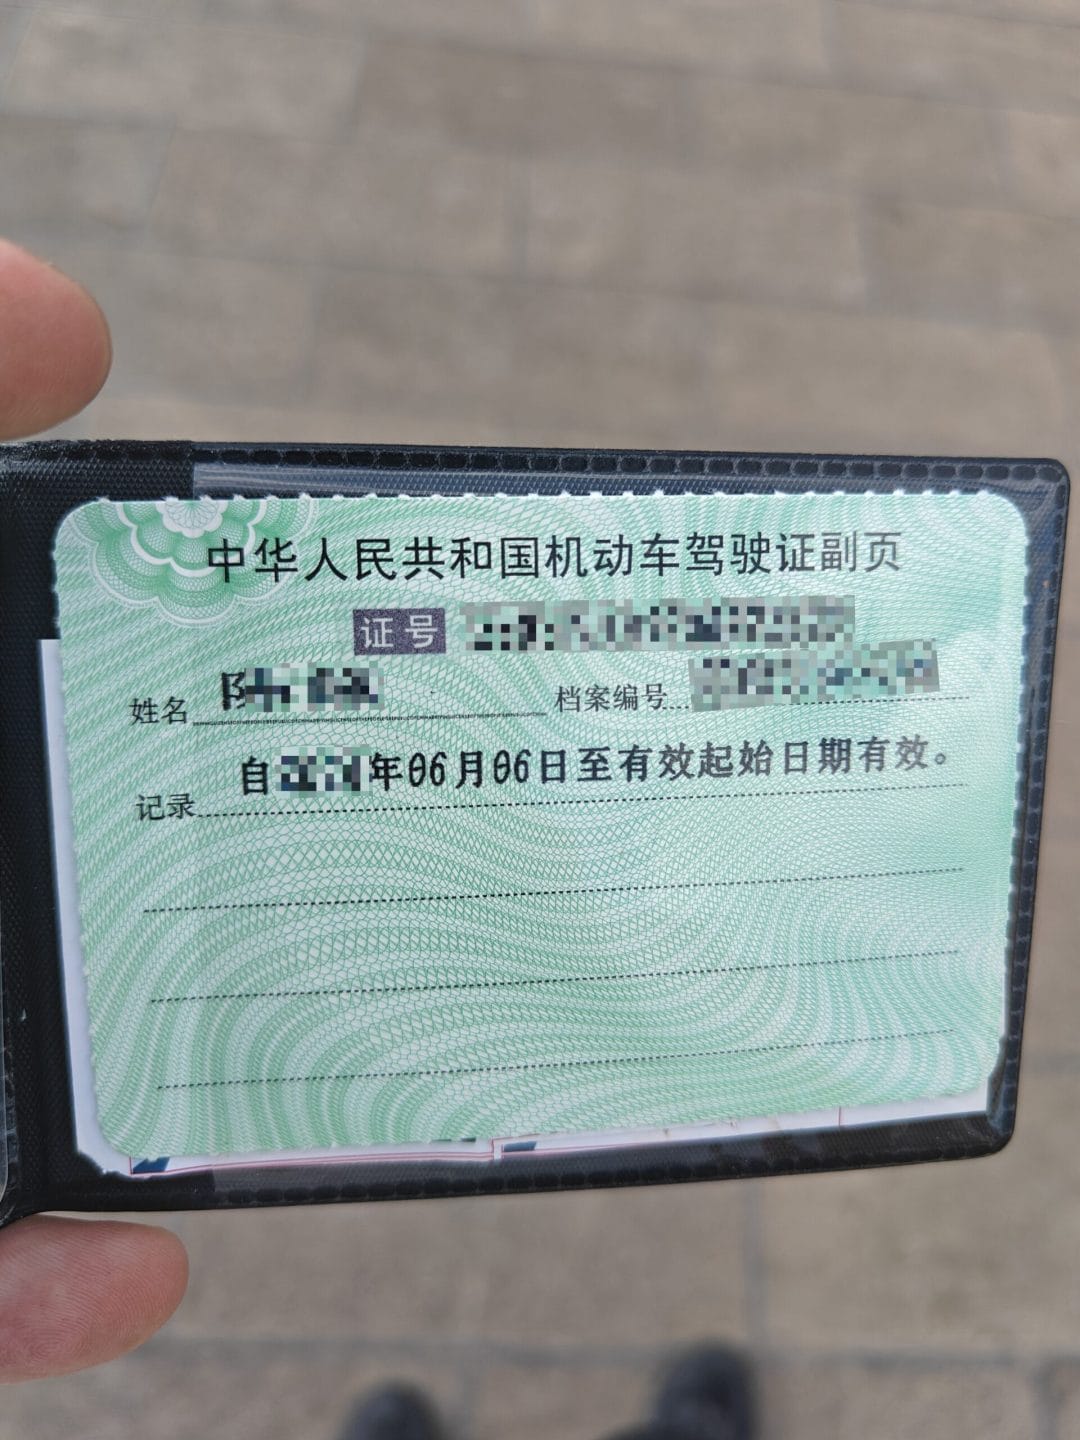 中华人民共和国机动车驾驶证副页
证号
姓名 档案编号
自 年06月06日至有效起始日期有效。
记录